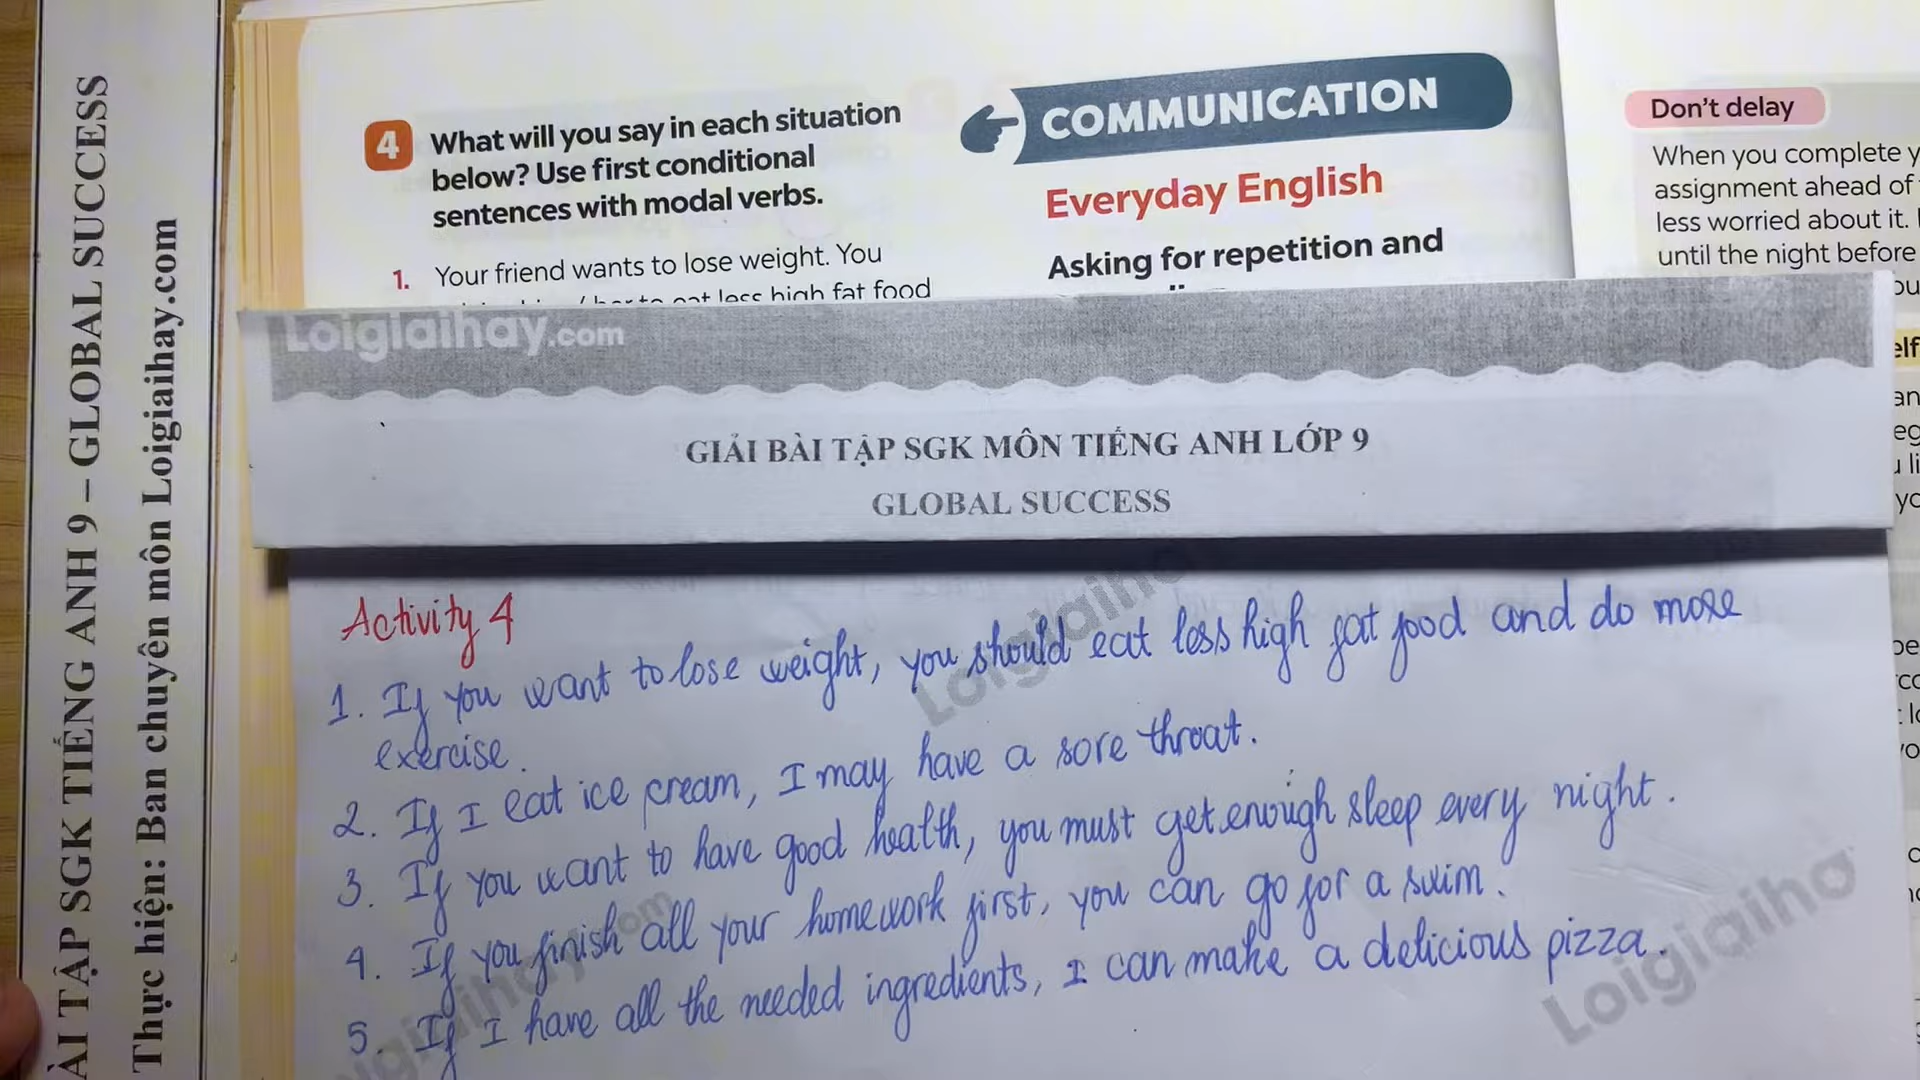 ÀI TẬP SGK TIẾNG ANH 9 – GLOBAL SUCCESS
Thực hiện: Ban chuyên môn Loigiaihay.com
4 What will you say in each situation
below? Use first conditional
sentences with modal verbs.
1. Your friend wants to lose weight. You
to eat less high fat food
COMMUNICATION
Everyday English
Asking for repetition and
Don't delay
When you complete y
assignment ahead of
less worried about it.
until the night before
Loigiaihay.com
GIẢI BÀI TẬP SGK MÔN TIẾNG ANH LỚP 9
GLOBAL SUCCESS
Activity 4
1. If you want to lose weight, you should eat less high fat food and do more
exercise.
2. If I eat ice cream, I may have a sore throat.
3. If you want to have good health, you must get enough sleep every night.
4. If you finish all your homework first, you can go for a swim.
5. If I have all the needed ingredients, I can make a delicious pizza.